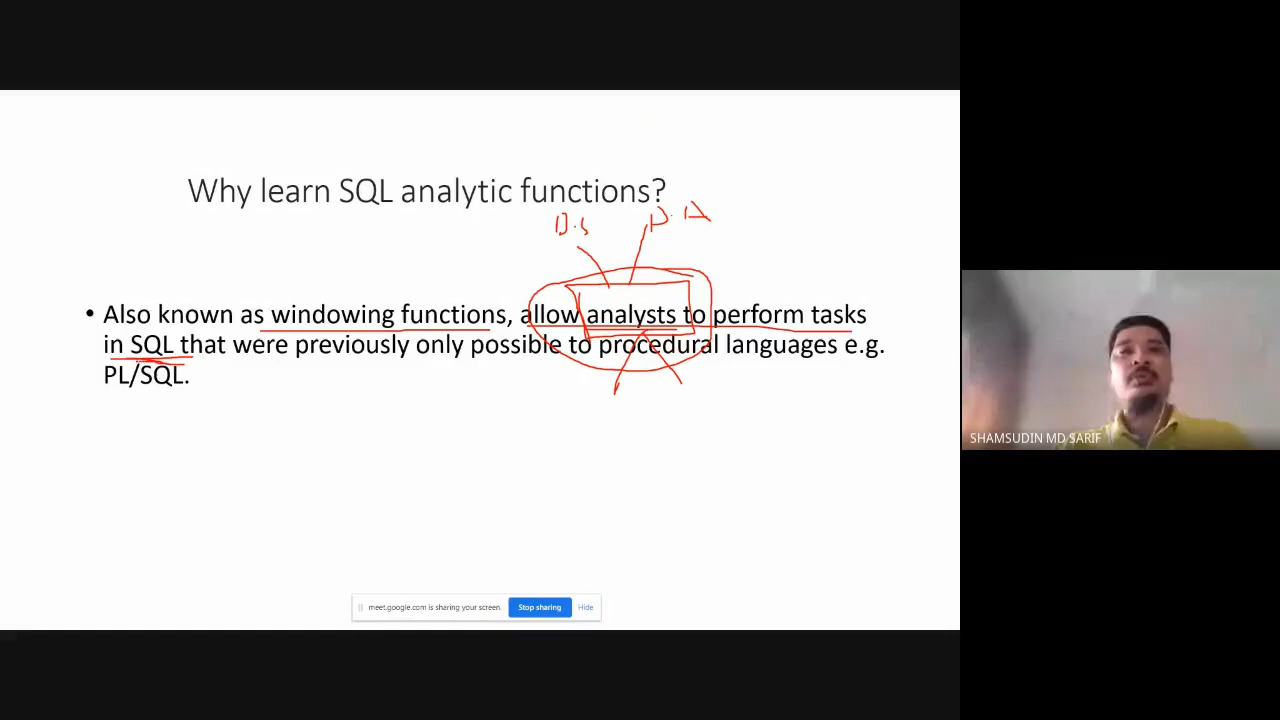 Why learn SQL analytic functions?
D.S
D.A
• Also known as windowing functions, allow analysts to perform tasks
in SQL that were previously only possible to procedural languages e.g.
PL/SQL.
SHAMSUDIN MD SARIF
meet.google.com is sharing your screen.
Stop sharing
Hide